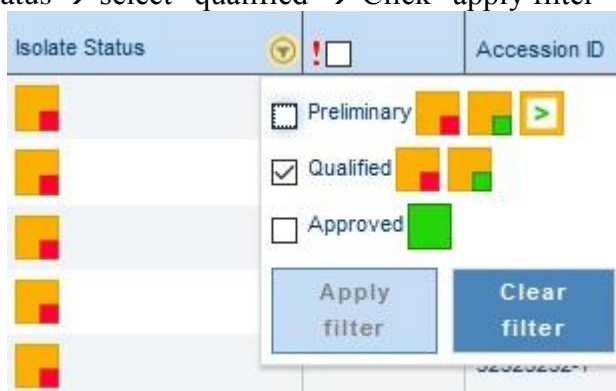 status → select "qualified" → Click "apply filter"
Isolate Status
!
Accession ID
Preliminary >
Qualified
Approved
Apply
filter
Clear
filter